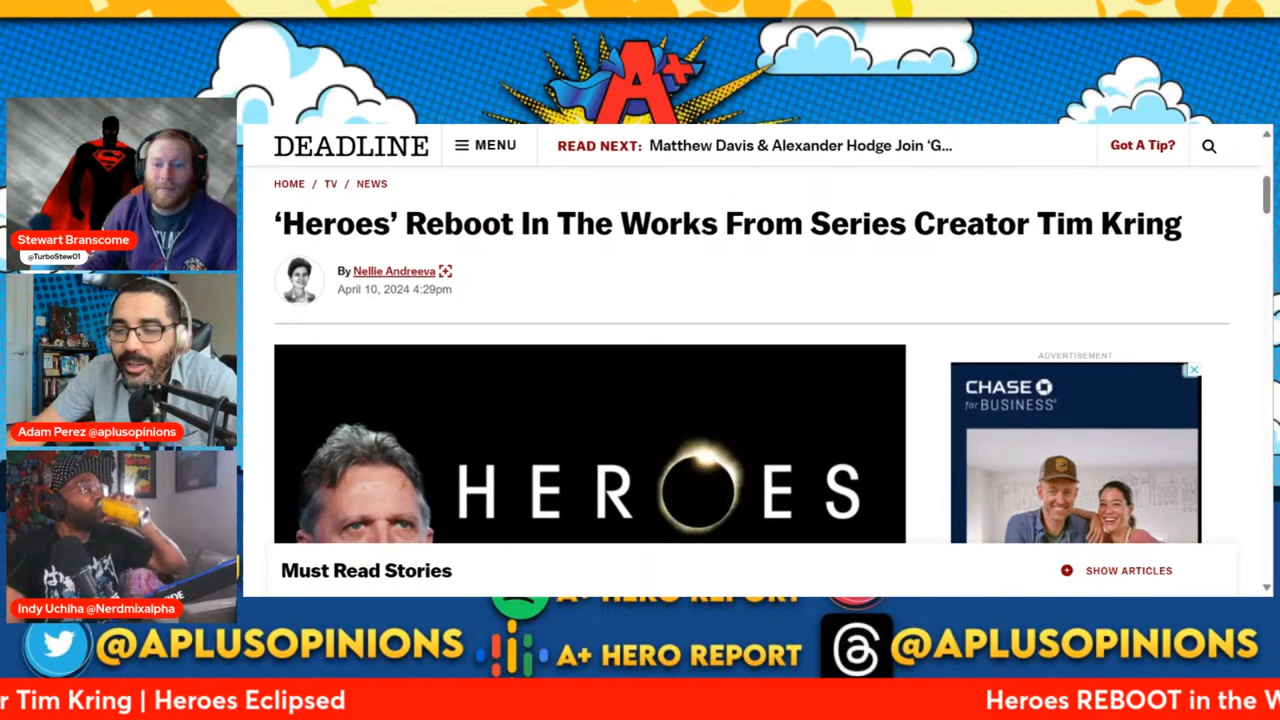 A+
Stewart Branscome
@TurboStew01
Adam Perez @aplusopinions
Indy Uchiha @Nerdmixalpha
DEADLINE
MENU
READ NEXT: Matthew Davis & Alexander Hodge Join ‘G...
Got A Tip?
HOME / TV / NEWS
‘Heroes’ Reboot In The Works From Series Creator Tim Kring
By Nellie Andreeva
April 10, 2024 4:29pm
HEROES
ADVERTISEMENT
CHASE
for BUSINESS
Must Read Stories
SHOW ARTICLES
A+ HERO REPORT
@APLUSOPINIONS
A+ HERO REPORT
@APLUSOPINIONS
r Tim Kring | Heroes Eclipsed
Heroes REBOOT in the W